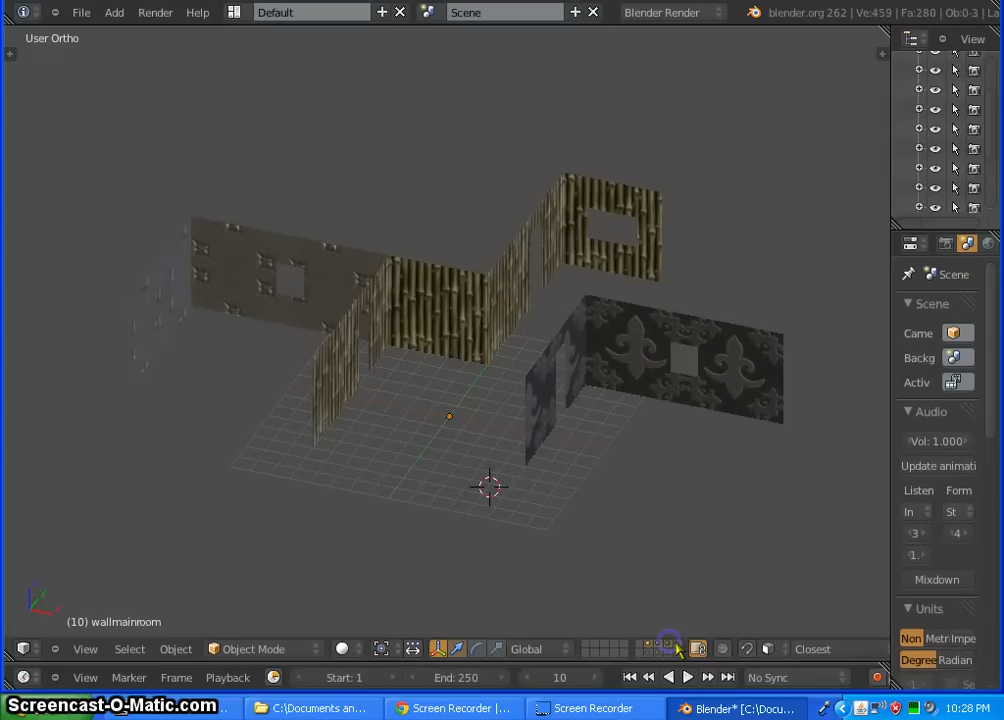 File Add Render Help Default Scene Blender Render blender.org 262 | Ve:459 | Fa:280 | Ob:0-3 | La
User Ortho
View
Scene
Scene
Came
Backg
Activ
Audio
Vol: 1.000
Update animati
Listen Form
In St
3 4
1.
Mixdown
Units
Non Metri Impe
Degree Radian
(10) wallmainroom
View Select Object Object Mode Global Closest
Marker Frame Playback Start: 1 End: 250 10 No Sync
Screencast-O-Matic.com
C:\Documents an... Screen Recorder |... Screen Recorder Blender* [C:\Docu... 10:28 PM